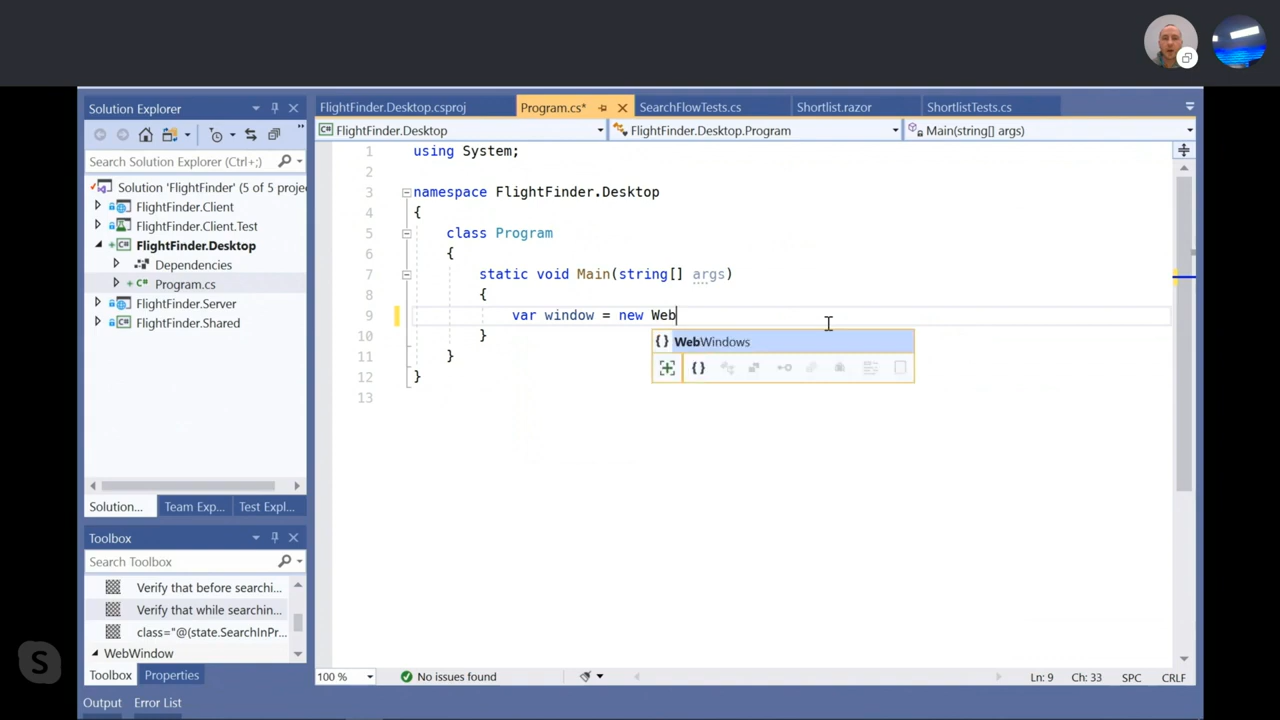 Solution Explorer
FlightFinder.Desktop.csproj
Program.cs*
SearchFlowTests.cs
Shortlist.razor
ShortlistTests.cs
FlightFinder.Desktop
FlightFinder.Desktop.Program
Main(string[] args)
Search Solution Explorer (Ctrl+;)
Solution 'FlightFinder' (5 of 5 proje
FlightFinder.Client
FlightFinder.Client.Test
FlightFinder.Desktop
Dependencies
Program.cs
FlightFinder.Server
FlightFinder.Shared
Solution...
Team Exp...
Test Expl...
Toolbox
Search Toolbox
Verify that before searchi...
Verify that while searchin...
class="@(state.SearchInPr...
WebWindow
Toolbox
Properties
Output
Error List
1 using System;
2
3 namespace FlightFinder.Desktop
4 {
5 class Program
6 {
7 static void Main(string[] args)
8 {
9 var window = new Web
10 }
11 }
12 }
13
{} WebWindows
{}
100 %
No issues found
Ln: 9
Ch: 33
SPC
CRLF
S